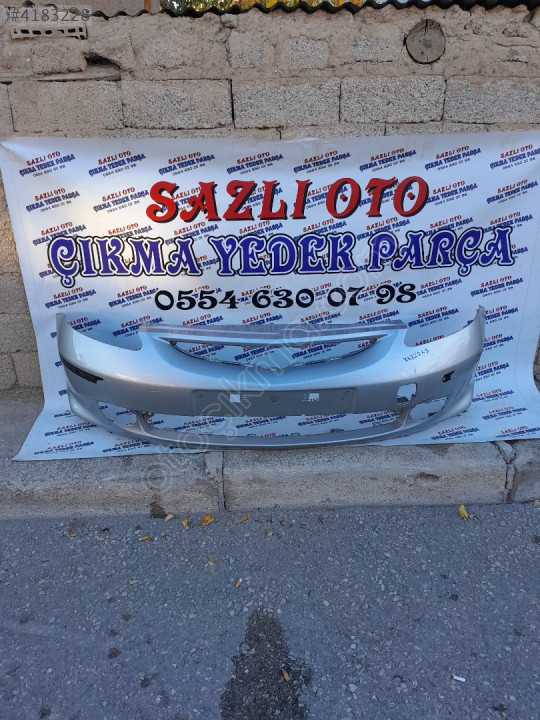 #4183228
SAZLI OTO
ÇIKMA YEDEK PARÇA
0554 630 07 98